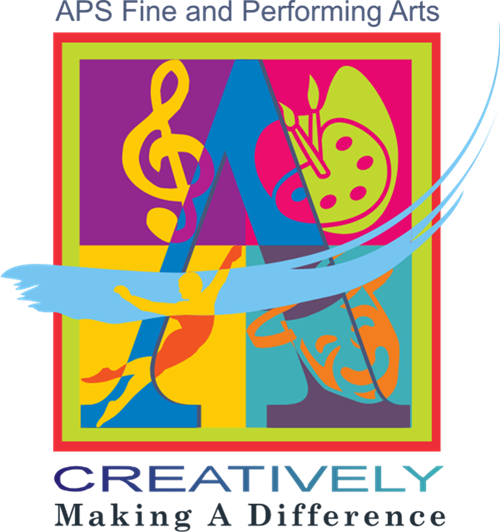 APS Fine and Performing Arts
A
CREATIVELY
Making A Difference